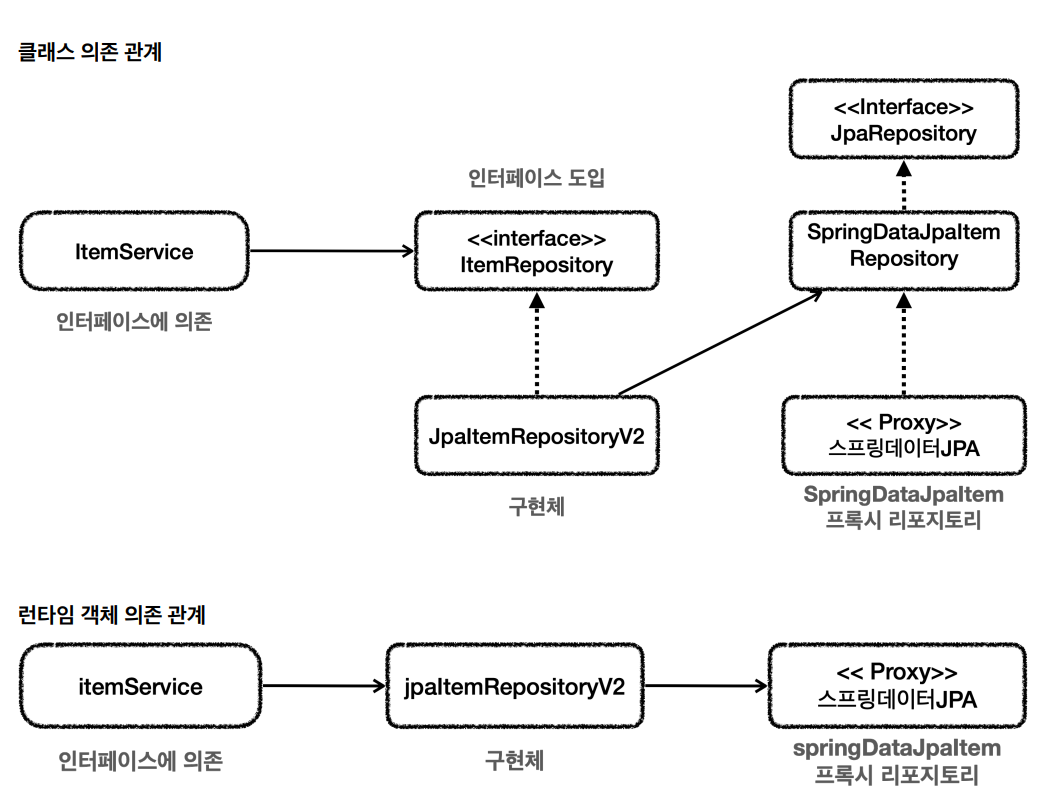 클래스 의존 관계
<<Interface>>
JpaRepository
인터페이스 도입
ItemService
<<interface>>
ItemRepository
SpringDataJpaItem
Repository
인터페이스에 의존
JpaItemRepositoryV2
<< Proxy>>
스프링데이터JPA
구현체
SpringDataJpaItem
프록시 리포지토리
런타임 객체 의존 관계
itemService
jpaItemRepositoryV2
<< Proxy>>
스프링데이터JPA
인터페이스에 의존
구현체
springDataJpaItem
프록시 리포지토리